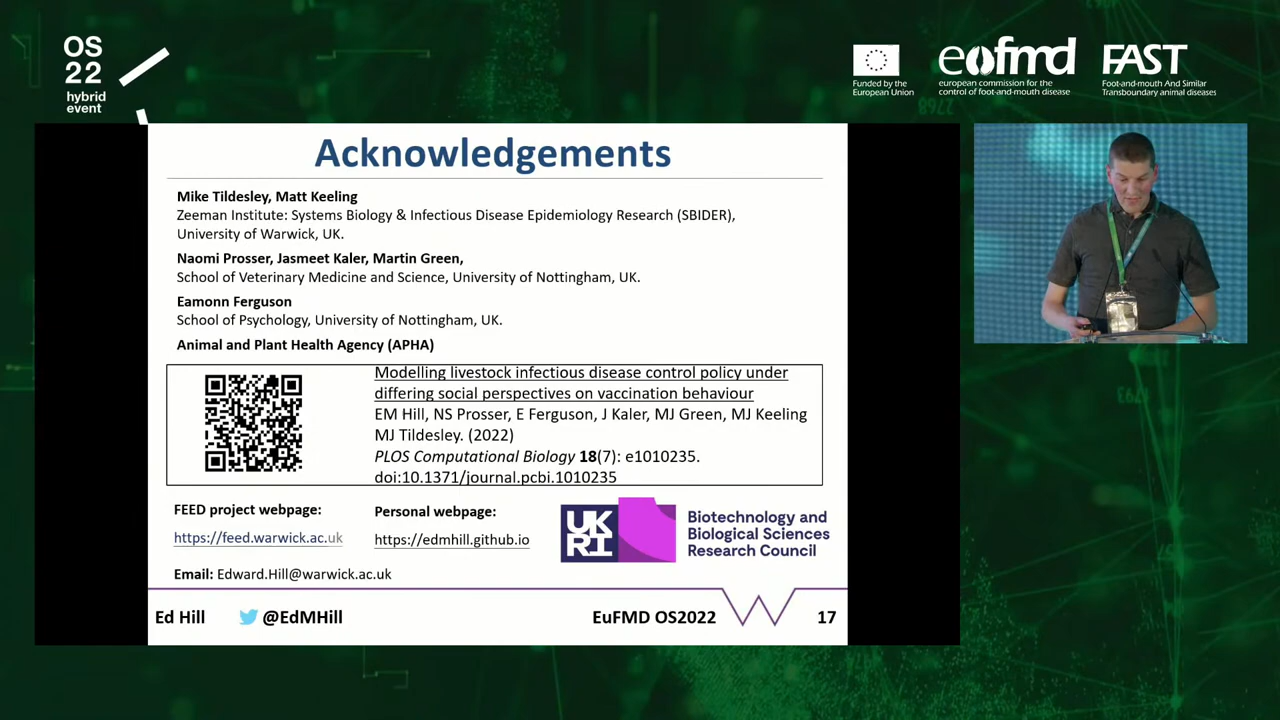 OS
22
hybrid
event
Funded by the
European Union
eofmd
european commission for the
control of foot-and-mouth disease
FAST
Foot-and-mouth And Similar
Transboundary animal diseases
Acknowledgements
Mike Tildesley, Matt Keeling
Zeeman Institute: Systems Biology & Infectious Disease Epidemiology Research (SBIDER),
University of Warwick, UK.
Naomi Prosser, Jasmeet Kaler, Martin Green,
School of Veterinary Medicine and Science, University of Nottingham, UK.
Eamonn Ferguson
School of Psychology, University of Nottingham, UK.
Animal and Plant Health Agency (APHA)
Modelling livestock infectious disease control policy under
differing social perspectives on vaccination behaviour
EM Hill, NS Prosser, E Ferguson, J Kaler, MJ Green, MJ Keeling
MJ Tildesley. (2022)
PLOS Computational Biology 18(7): e1010235.
doi:10.1371/journal.pcbi.1010235
FEED project webpage:
https://feed.warwick.ac.uk
Personal webpage:
https://edmhill.github.io
UK
RI
Biotechnology and
Biological Sciences
Research Council
Email: Edward.Hill@warwick.ac.uk
Ed Hill
@EdMHill
EuFMD OS2022
17